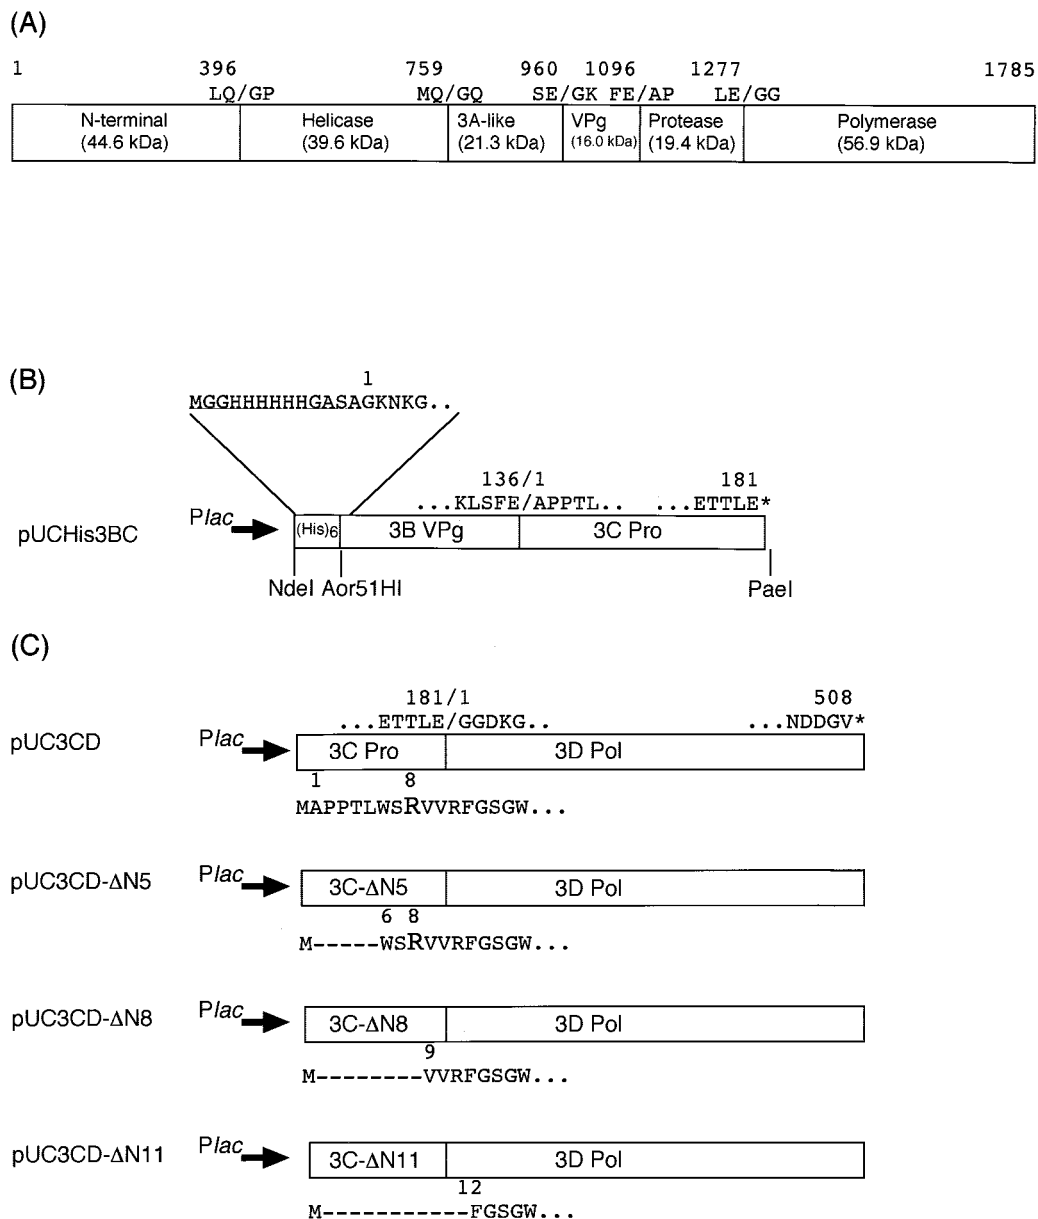 (A)
1 396 759 960 1096 1277 1785
LQ/GP MQ/GQ SE/GK FE/AP LE/GG
N-terminal Helicase 3A-like VPg Protease Polymerase
(44.6 kDa) (39.6 kDa) (21.3 kDa) (16.0 kDa) (19.4 kDa) (56.9 kDa)
(B)
1
MGGHHHHHHGASAGKNKG..
136/1 181
...KLSFE/APPTL.. ...ETTLE*
pUCHis3BC Plac (His)6 3B VPg 3C Pro
NdeI Aor51HI PaeI
(C)
181/1 508
...ETTLE/GGDKG.. ...NDDGV*
pUC3CD Plac 3C Pro 3D Pol
1 8
MAPPTLWSRVVRFGSGW...
pUC3CD-ΔN5 Plac 3C-ΔN5 3D Pol
6 8
M-----WSRVVRFGSGW...
pUC3CD-ΔN8 Plac 3C-ΔN8 3D Pol
9
M--------VVRFGSGW...
pUC3CD-ΔN11 Plac 3C-ΔN11 3D Pol
12
M-----------FGSGW...